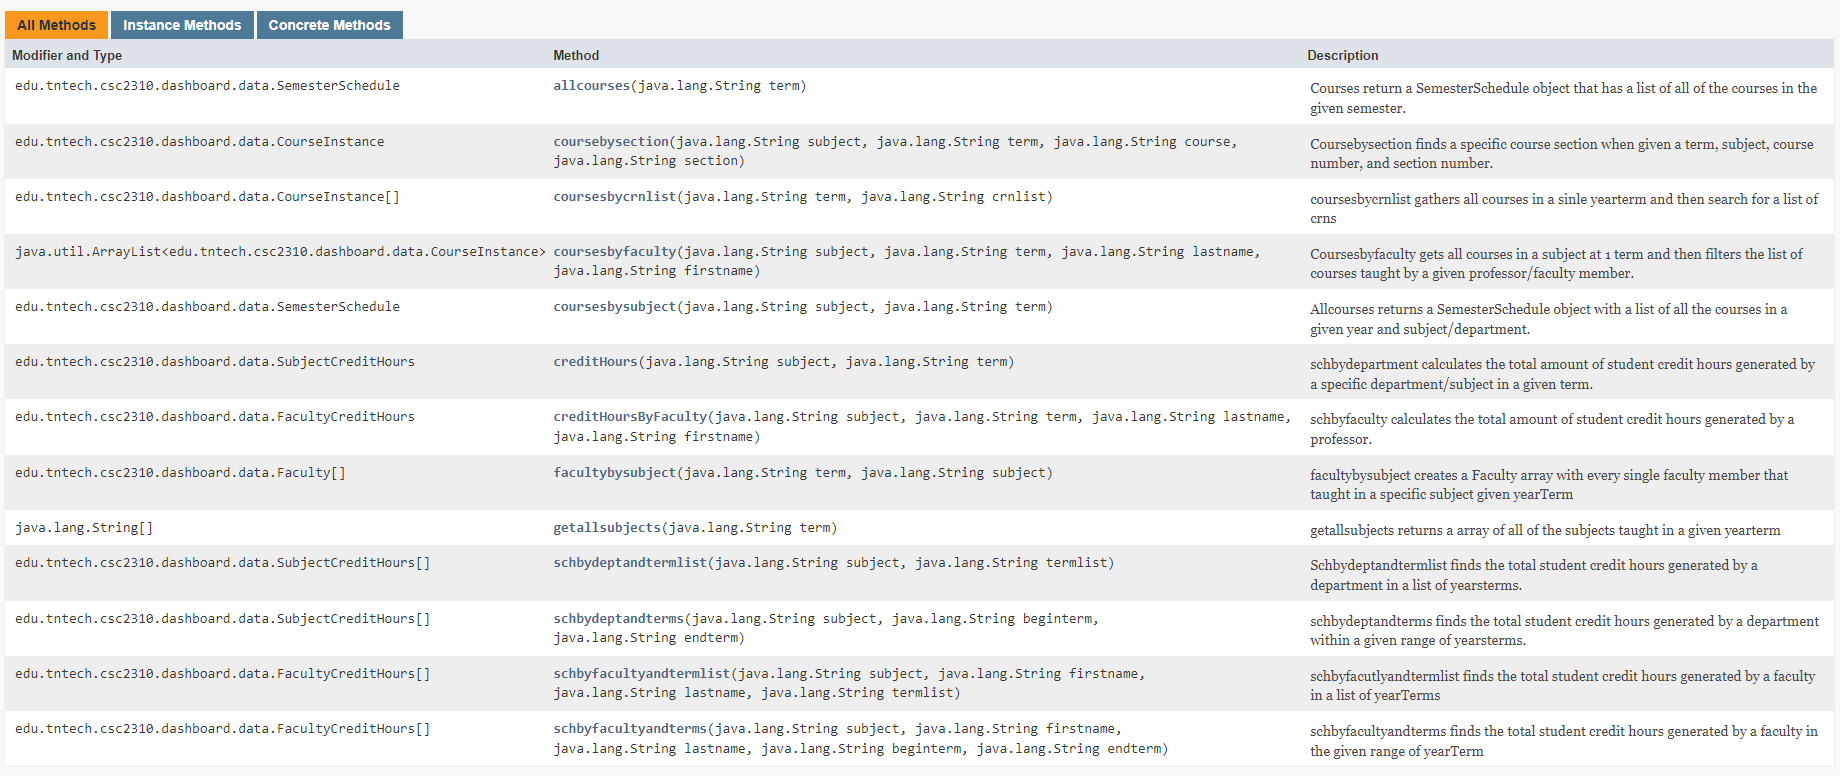 All Methods Instance Methods Concrete Methods
Modifier and Type Method Description
edu.tntech.csc2310.dashboard.data.SemesterSchedule allcourses(java.lang.String term) Courses return a SemesterSchedule object that has a list of all of the courses in the
given semester.
edu.tntech.csc2310.dashboard.data.CourseInstance coursebysection(java.lang.String subject, java.lang.String term, java.lang.String course, Coursebysection finds a specific course section when given a term, subject, course
java.lang.String section) number, and section number.
edu.tntech.csc2310.dashboard.data.CourseInstance[] coursesbycrnlist(java.lang.String term, java.lang.String crnlist) coursesbycrnlist gathers all courses in a sinle yearterm and then search for a list of
crns
java.util.ArrayList<edu.tntech.csc2310.dashboard.data.CourseInstance> coursesbyfaculty(java.lang.String subject, java.lang.String term, java.lang.String lastname, Coursesbyfaculty gets all courses in a subject at 1 term and then filters the list of
java.lang.String firstname) courses taught by a given professor/faculty member.
edu.tntech.csc2310.dashboard.data.SemesterSchedule coursesbysubject(java.lang.String subject, java.lang.String term) Allcourses returns a SemesterSchedule object with a list of all the courses in a
given year and subject/department.
edu.tntech.csc2310.dashboard.data.SubjectCreditHours creditHours(java.lang.String subject, java.lang.String term) schbydepartment calculates the total amount of student credit hours generated by
a specific department/subject in a given term.
edu.tntech.csc2310.dashboard.data.FacultyCreditHours creditHoursByFaculty(java.lang.String subject, java.lang.String term, java.lang.String lastname, schbyfaculty calculates the total amount of student credit hours generated by a
java.lang.String firstname) professor.
edu.tntech.csc2310.dashboard.data.Faculty[] facultybysubject(java.lang.String term, java.lang.String subject) facultybysubject creates a Faculty array with every single faculty member that
taught in a specific subject given yearTerm
java.lang.String[] getallsubjects(java.lang.String term) getallsubjects returns a array of all of the subjects taught in a given yearterm
edu.tntech.csc2310.dashboard.data.SubjectCreditHours[] schbydeptandtermlist(java.lang.String subject, java.lang.String termlist) Schbydeptandtermlist finds the total student credit hours generated by a
department in a list of yearsterms.
edu.tntech.csc2310.dashboard.data.SubjectCreditHours[] schbydeptandterms(java.lang.String subject, java.lang.String beginterm, schbydeptandterms finds the total student credit hours generated by a department
java.lang.String endterm) within a given range of yearsterms.
edu.tntech.csc2310.dashboard.data.FacultyCreditHours[] schbyfacultyandtermlist(java.lang.String subject, java.lang.String firstname, schbyfacutlyandtermlist finds the total student credit hours generated by a faculty
java.lang.String lastname, java.lang.String termlist) in a list of yearTerms
edu.tntech.csc2310.dashboard.data.FacultyCreditHours[] schbyfacultyandterms(java.lang.String subject, java.lang.String firstname, schbyfacultyandterms finds the total student credit hours generated by a faculty in
java.lang.String lastname, java.lang.String beginterm, java.lang.String endterm) the given range of yearTerm